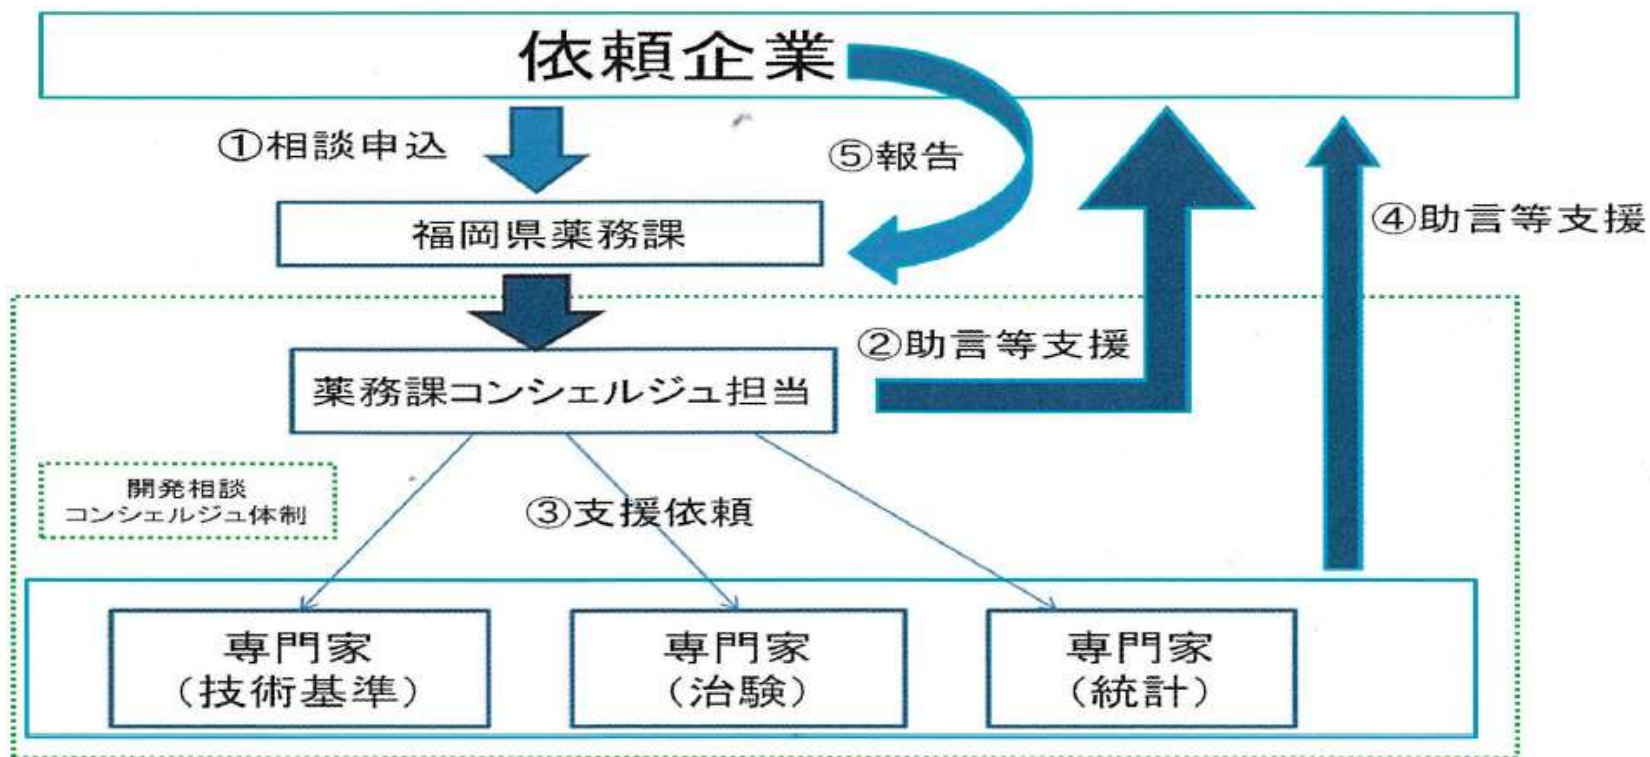 依頼企業
①相談申込
⑤報告
福岡県薬務課
④助言等支援
②助言等支援
薬務課コンシェルジュ担当
開発相談
コンシェルジュ体制
③支援依頼
専門家
（技術基準）
専門家
（治験）
専門家
（統計）